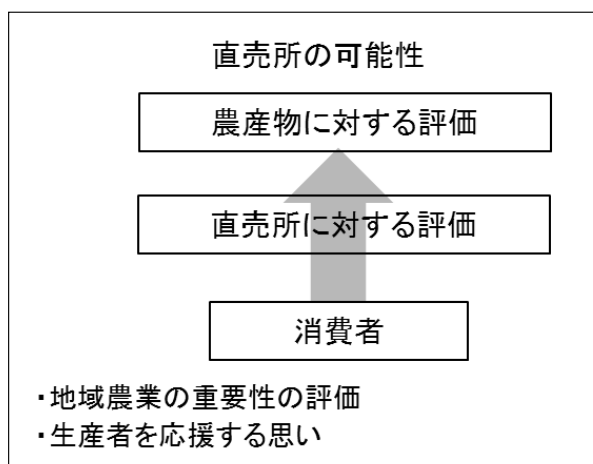 直売所の可能性
農産物に対する評価
直売所に対する評価
消費者
・地域農業の重要性の評価
・生産者を応援する思い